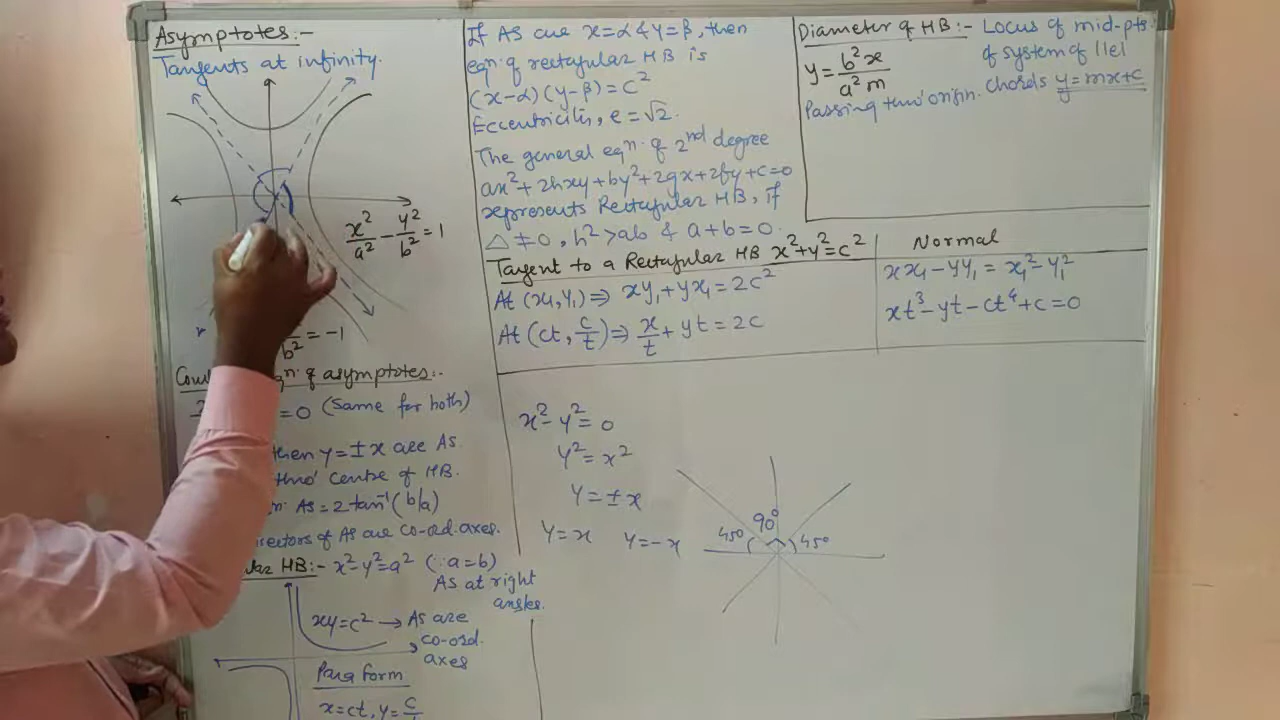 Asymptotes:-
Tangents at infinity.
x²/a² - y²/b² = 1
b² = -1
eqn. of asymptotes:-
= 0 (Same for both)
then y = ± x are As.
thro' centre of HB.
As = 2 tan⁻¹ (b/a)
of As are co-ord. axes.
HB:- x² - y² = a² (∵ a = b)
As at right
angles.
xy = c² → As are
co-ord.
axes
Para form
x = ct, y = c/t
If As are x = α & y = β, then
eqn. of rectangular HB is
(x-α) (y-β) = c²
Eccentricity, e = √2.
The general eqn. of 2nd degree
ax² + 2hxy + by² + 2gx + 2fy + c = 0
represents Rectangular HB, if
△ ≠ 0, h² > ab & a + b = 0.
Tangent to a Rectangular HB x² + y² = c²
At (x₁, y₁) ⇒ xy₁ + yx₁ = 2c²
At (ct, c/t) ⇒ x/t + yt = 2c
Normal
xx₁ - yy₁ = x₁² - y₁²
xt³ - yt - ct⁴ + c = 0
Diameter of HB:- Locus of mid-pts.
of system of llel
chords y = mx + c
y = b²x/a²m
Passing thro' origin.
x² - y² = 0
y² = x²
y = ± x
y = x y = -x
45° 90° 45°